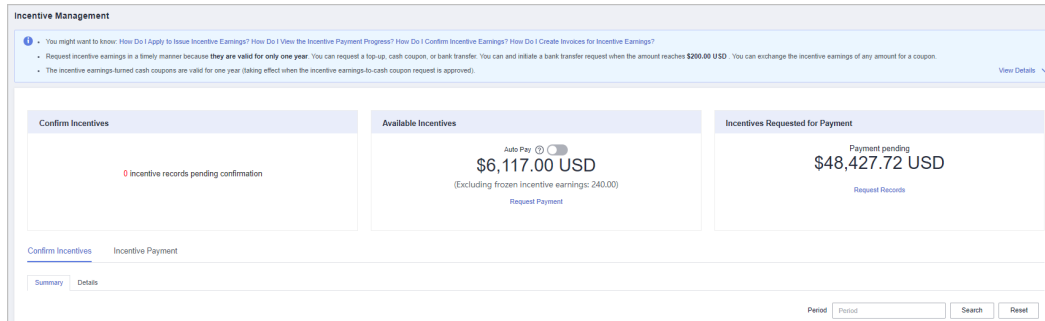 Incentive Management
You might want to know: How Do I Apply to Issue Incentive Earnings? How Do I View the Incentive Payment Progress? How Do I Confirm Incentive Earnings? How Do I Create Invoices for Incentive Earnings?
Request incentive earnings in a timely manner because they are valid for only one year. You can request a top-up, cash coupon, or bank transfer. You can and initiate a bank transfer request when the amount reaches $200.00 USD . You can exchange the incentive earnings of any amount for a coupon.
The incentive earnings-turned cash coupons are valid for one year (taking effect when the incentive earnings-to-cash coupon request is approved).
View Details
Confirm Incentives
0 incentive records pending confirmation
Available Incentives
Auto Pay ?
$6,117.00 USD
(Excluding frozen incentive earnings: 240.00)
Request Payment
Incentives Requested for Payment
Payment pending
$48,427.72 USD
Request Records
Confirm Incentives Incentive Payment
Summary Details
Period Period Search Reset